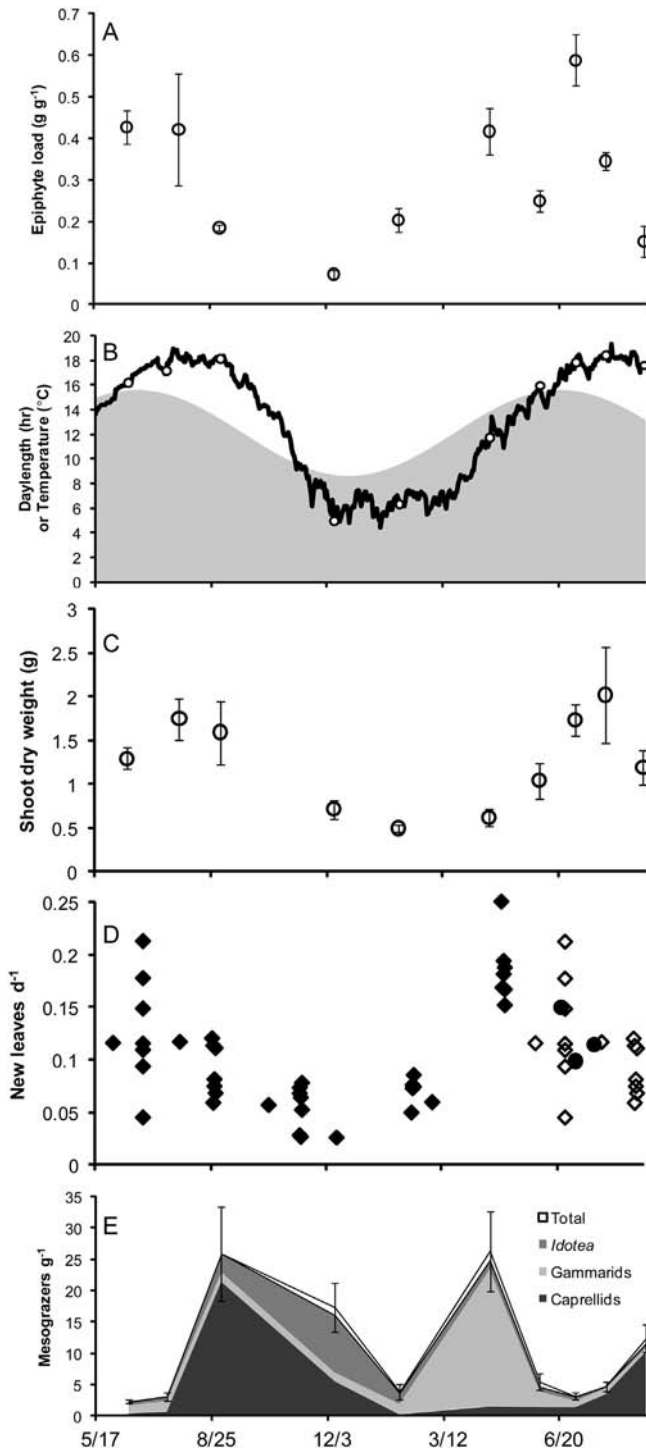 A
0.7
0.6
0.5
0.4
0.3
0.2
0.1
0
Epiphyte load (g g⁻¹)
B
20
18
16
14
12
10
8
6
4
2
0
Daylength (hr)
or Temperature (°C)
C
3
2.5
2
1.5
1
0.5
0
Shoot dry weight (g)
D
0.25
0.2
0.15
0.1
0.05
0
New leaves d⁻¹
E
35
30
25
20
15
10
5
0
Mesograzers g⁻¹
Total
Idotea
Gammarids
Caprellids
5/17 8/25 12/3 3/12 6/20